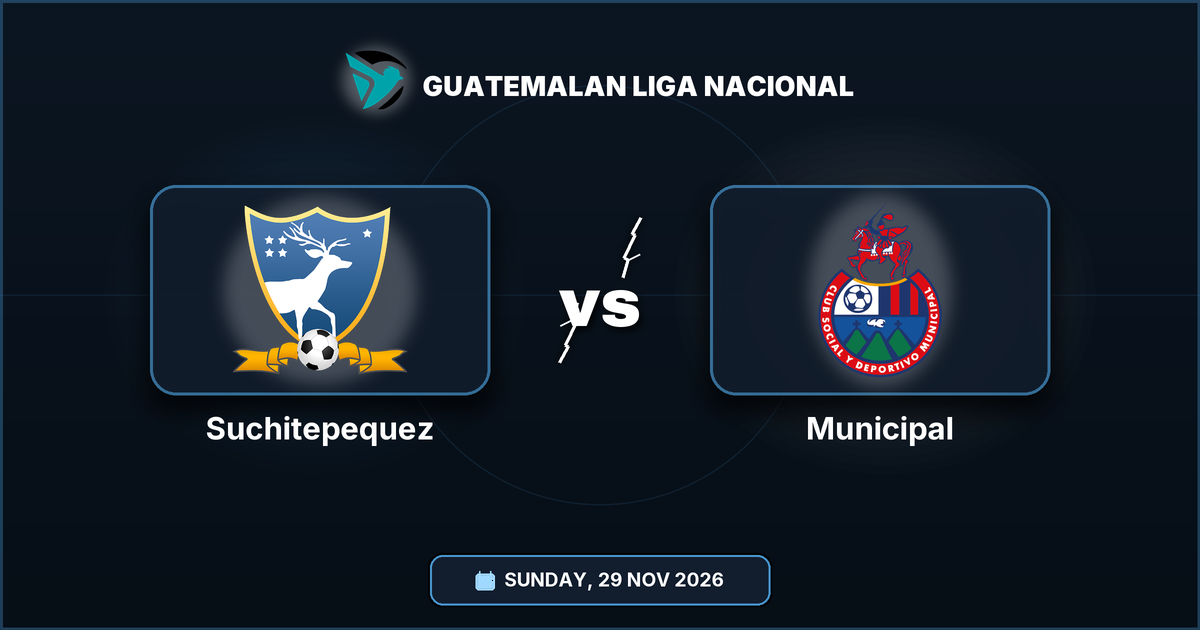 GUATEMALAN LIGA NACIONAL
VS
CLUB SOCIAL Y DEPORTIVO MUNICIPAL
Suchitepequez
Municipal
SUNDAY, 29 NOV 2026